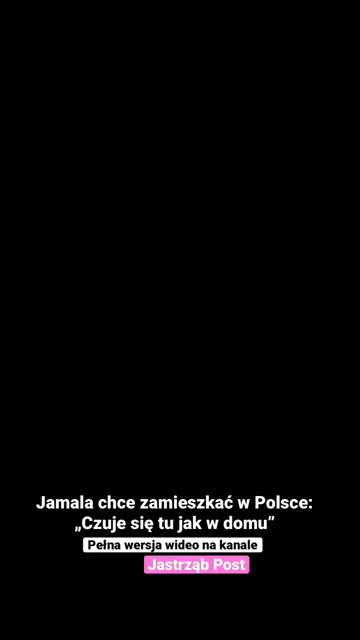 Jamala chce zamieszkać w Polsce:
„Czuje się tu jak w domu”
Pełna wersja wideo na kanale
Jastrząb Post